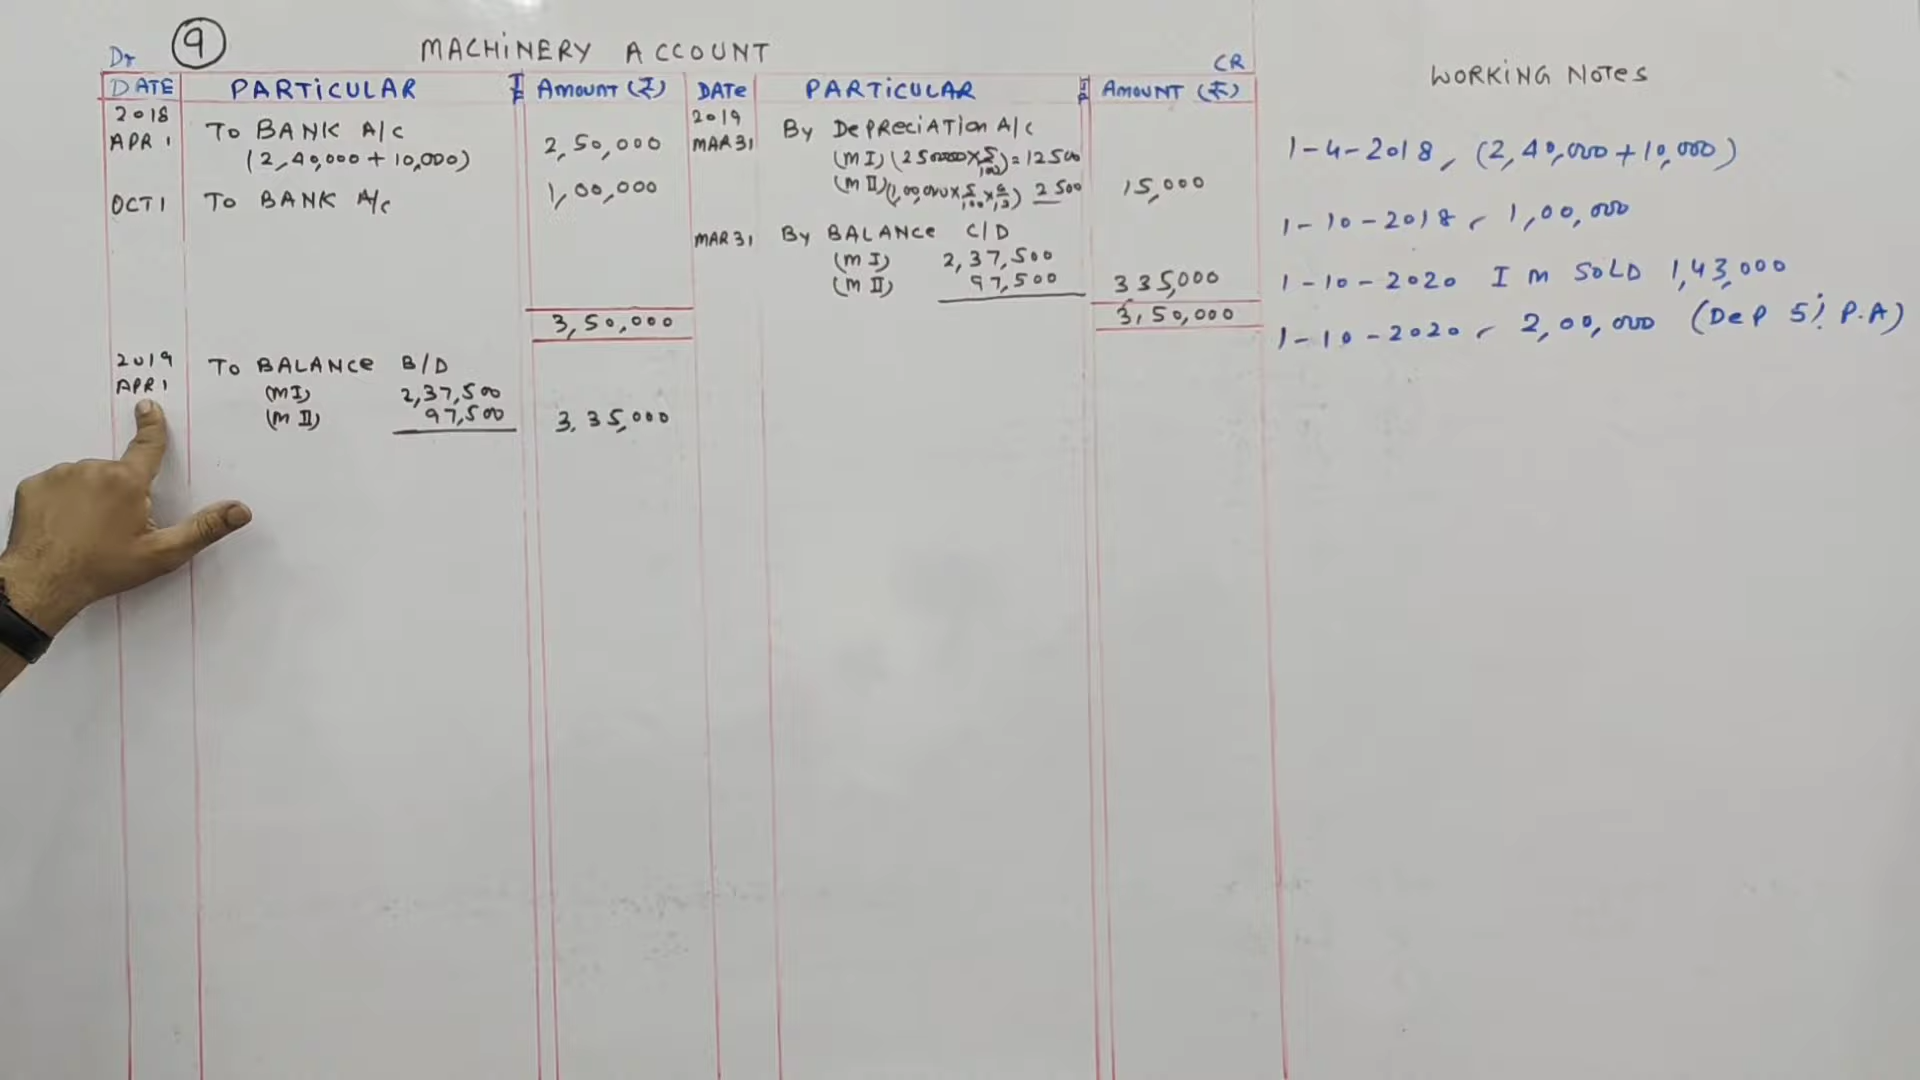 9
MACHINERY ACCOUNT
Dr
CR
DATE PARTICULAR Amount (₹) DATE PARTICULAR AMOUNT (₹)
2018
APR 1 TO BANK A/C 2,50,000
(2,40,000 + 10,000)
OCT 1 TO BANK A/C 1,00,000
3,50,000
2019
APR 1 TO BALANCE B/D
(M I) 2,37,500
(M II) 97,500 3,35,000
2019
MAR 31 By DEPRECIATION A/C
(M I) (250000 × 5/100) = 12500
(M II) (1,00,000 × 5/100 × 6/12) 2500 15,000
MAR 31 By BALANCE C/D
(M I) 2,37,500
(M II) 97,500 335,000
3,50,000
WORKING NOTES
1-4-2018, (2,40,000 + 10,000)
1-10-2018, 1,00,000
1-10-2020 I M SOLD 1,43,000
1-10-2020, 2,00,000 (DEP 5% P.A)